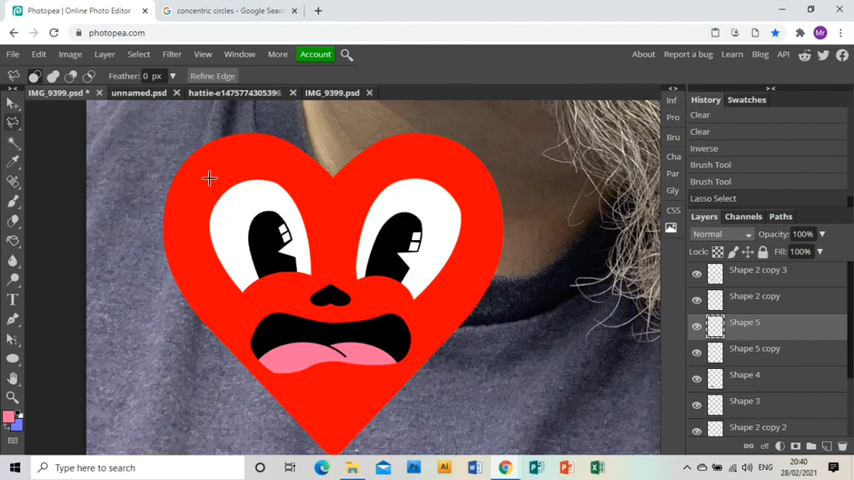 Photopea | Online Photo Editor
concentric circles - Google Sear
photopea.com
Mr
File Edit Image Layer Select Filter View Window More Account
About Report a bug Learn Blog API
Feather: 0 px Refine Edge
IMG_9399.psd * unnamed.psd hattie-e147577430539 IMG_9399.psd
Inf
Pro
Bru
Cha
Par
Gly
CSS
History Swatches
Clear
Clear
Inverse
Brush Tool
Brush Tool
Lasso Select
Layers Channels Paths
Normal Opacity: 100%
Lock: Fill: 100%
Shape 2 copy 3
Shape 2 copy
Shape 5
Shape 5 copy
Shape 4
Shape 3
Shape 2 copy 2
eff
Type here to search
ENG
20:40
28/02/2021